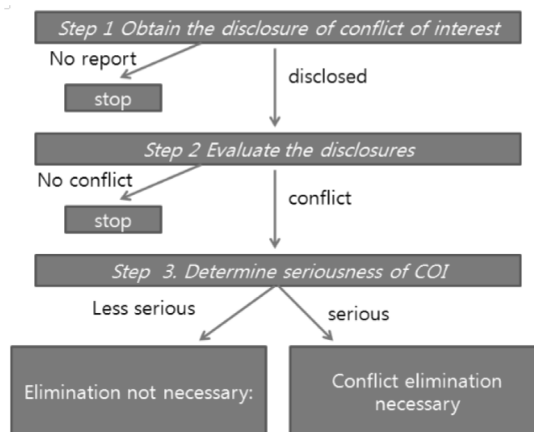 Step 1 Obtain the disclosure of conflict of interest
No report
disclosed
stop
Step 2 Evaluate the disclosures
No conflict
conflict
stop
Step 3. Determine seriousness of COI
Less serious
serious
Elimination not necessary:
Conflict elimination
necessary